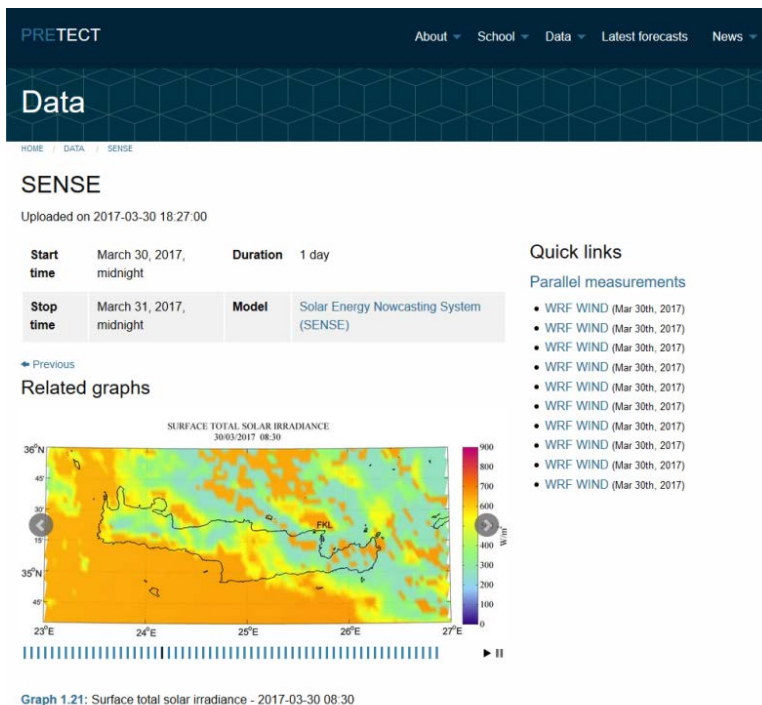 PRETECT
About School Data Latest forecasts News
Data
HOME / DATA / SENSE
SENSE
Uploaded on 2017-03-30 18:27:00
Start time March 30, 2017, midnight Duration 1 day
Stop time March 31, 2017, midnight Model Solar Energy Nowcasting System (SENSE)
Previous
Related graphs
SURFACE TOTAL SOLAR IRRADIANCE
30/03/2017 08:30
36°N
45'
30'
15'
35°N
45'
23°E 24°E 25°E 26°E 27°E
FKL
900
800
700
600
400
300
200
100
0
W/m²
Graph 1.21: Surface total solar irradiance - 2017-03-30 08:30
Quick links
Parallel measurements
WRF WIND (Mar 30th, 2017)
WRF WIND (Mar 30th, 2017)
WRF WIND (Mar 30th, 2017)
WRF WIND (Mar 30th, 2017)
WRF WIND (Mar 30th, 2017)
WRF WIND (Mar 30th, 2017)
WRF WIND (Mar 30th, 2017)
WRF WIND (Mar 30th, 2017)
WRF WIND (Mar 30th, 2017)
WRF WIND (Mar 30th, 2017)